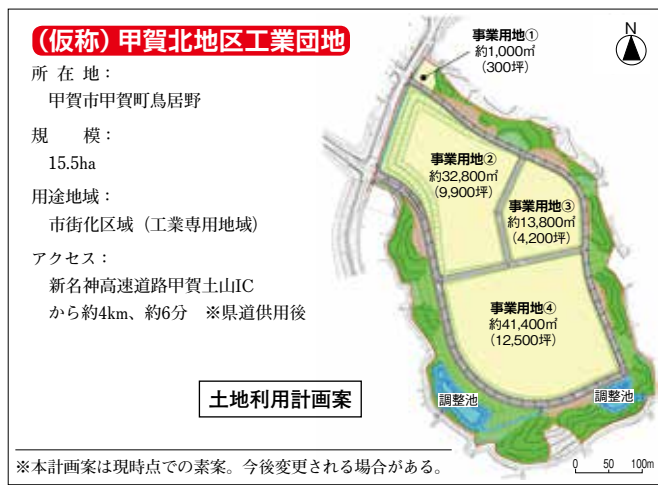 (仮称) 甲賀北地区工業団地
所在地：
甲賀市甲賀町鳥居野
規　模：
15.5ha
用途地域：
市街化区域（工業専用地域）
アクセス：
新名神高速道路甲賀土山IC
から約4km、約6分　※県道供用後
土地利用計画案
※本計画案は現時点での素案。今後変更される場合がある。
事業用地①
約1,000㎡
(300坪)
N
事業用地②
約32,800㎡
(9,900坪)
事業用地③
約13,800㎡
(4,200坪)
事業用地④
約41,400㎡
(12,500坪)
調整池
調整池
0 50 100m